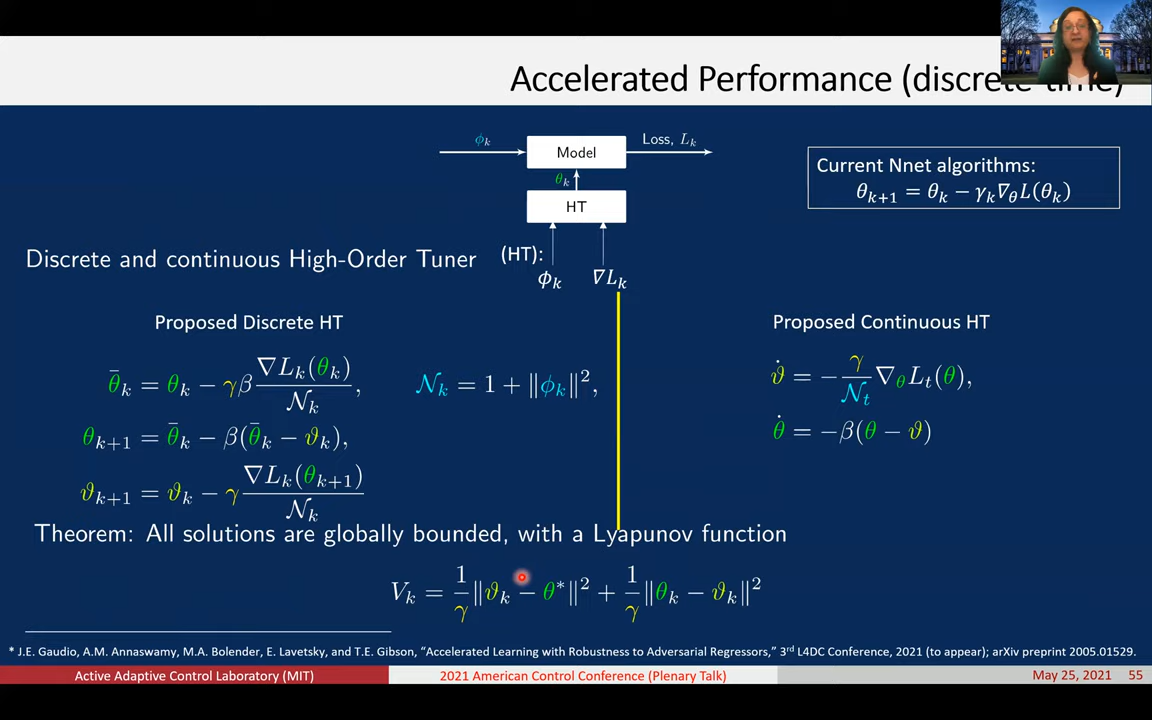 Accelerated Performance (discrete-time)
ϕₖ
Model
Loss, Lₖ
θₖ
HT
(HT):
ϕₖ ∇Lₖ
Current Nnet algorithms:
θₖ₊₁ = θₖ − γₖ∇_θ L(θₖ)
Discrete and continuous High-Order Tuner
Proposed Discrete HT
θ̄ₖ = θₖ − γβ ∇Lₖ(θₖ)/𝒩ₖ, 𝒩ₖ = 1 + ‖ϕₖ‖²,
θₖ₊₁ = θ̄ₖ − β(θ̄ₖ − ϑₖ),
ϑₖ₊₁ = ϑₖ − γ ∇Lₖ(θₖ₊₁)/𝒩ₖ
Proposed Continuous HT
ϑ̇ = − γ/𝒩ₜ ∇_θ Lₜ(θ),
θ̇ = −β(θ − ϑ)
Theorem: All solutions are globally bounded, with a Lyapunov function
Vₖ = 1/γ ‖ϑₖ − θ*‖² + 1/γ ‖θₖ − ϑₖ‖²
* J.E. Gaudio, A.M. Annaswamy, M.A. Bolender, E. Lavetsky, and T.E. Gibson, “Accelerated Learning with Robustness to Adversarial Regressors,” 3rd L4DC Conference, 2021 (to appear); arXiv preprint 2005.01529.
Active Adaptive Control Laboratory (MIT) 2021 American Control Conference (Plenary Talk) May 25, 2021 55